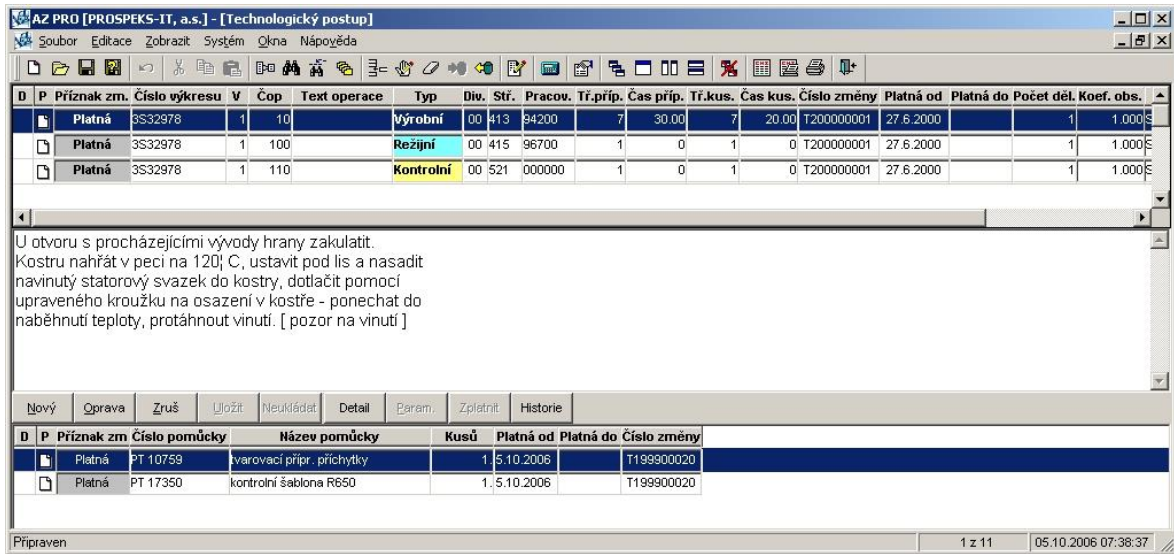 AZ PRO [PROSPEKS-IT, a.s.] - [Technologický postup]
Soubor Editace Zobrazit Systém Okna Nápověda
D P Příznak zm. Číslo výkresu V Čop Text operace Typ Div. Stř. Pracov. Tř.příp. Čas příp. Tř.kus. Čas kus. Číslo změny Platná od Platná do Počet děl. Koef. obs.
Platná 3S32978 1 10 Výrobní 00 413 94200 7 30.00 7 20.00 T200000001 27.6.2000 1 1.000 S
Platná 3S32978 1 100 Režijní 00 415 96700 1 0 1 0 T200000001 27.6.2000 1 1.000 S
Platná 3S32978 1 110 Kontrolní 00 521 000000 1 0 1 0 T200000001 27.6.2000 1 1.000 S
U otvoru s procházejícími vývody hrany zakulatit.
Kostru nahřát v peci na 120¦ C, ustavit pod lis a nasadit
navinutý statorový svazek do kostry, dotlačit pomocí
upraveného kroužku na osazení v kostře - ponechat do
naběhnutí teploty, protáhnout vinutí. [ pozor na vinutí ]
Nový Oprava Zruš Uložit Neukládat Detail Param. Zplatnit Historie
D P Příznak zm Číslo pomůcky Název pomůcky Kusů Platná od Platná do Číslo změny
Platná PT 10759 tvarovací přípr. příchytky 1. 5.10.2006 T199900020
Platná PT 17350 kontrolní šablona R650 1. 5.10.2006 T199900020
Připraven 1 z 11 05.10.2006 07:38:37